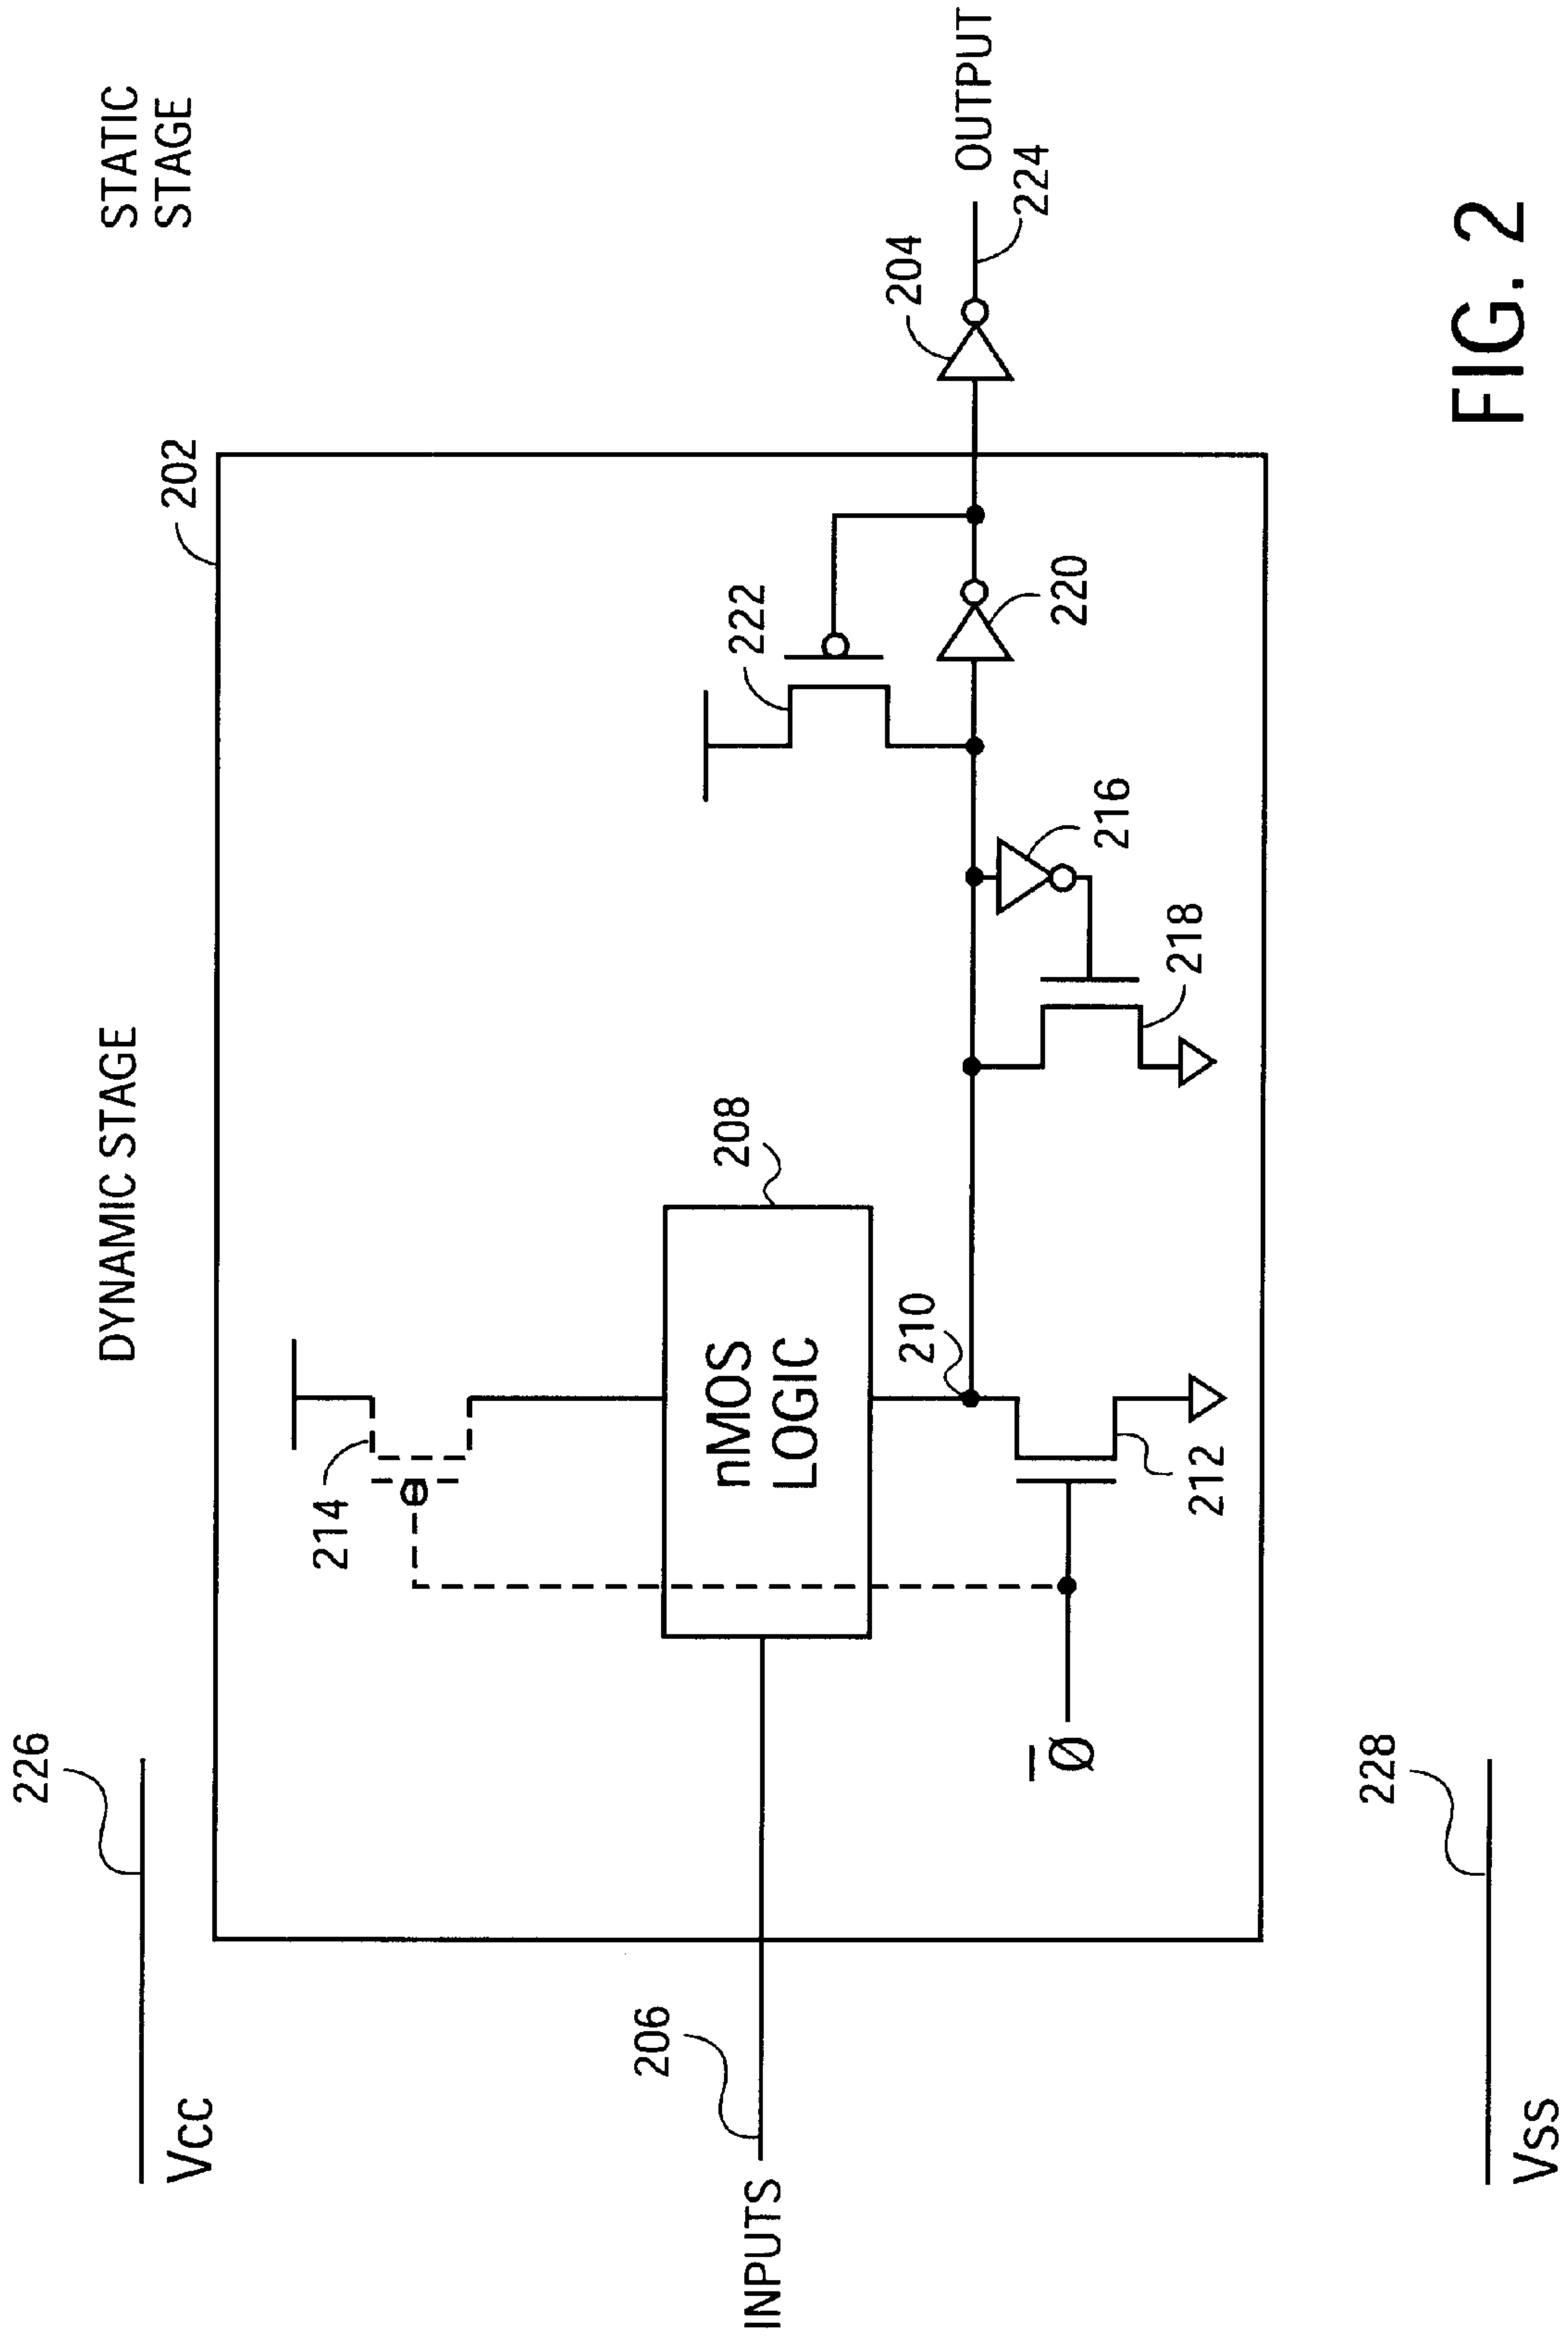 DYNAMIC STAGE
STATIC
STAGE
226
VCC
202
214
222
208
nMOS
LOGIC
206
INPUTS
210
204
OUTPUT
224
220
216
218
212
Ø̅
228
VSS
FIG. 2